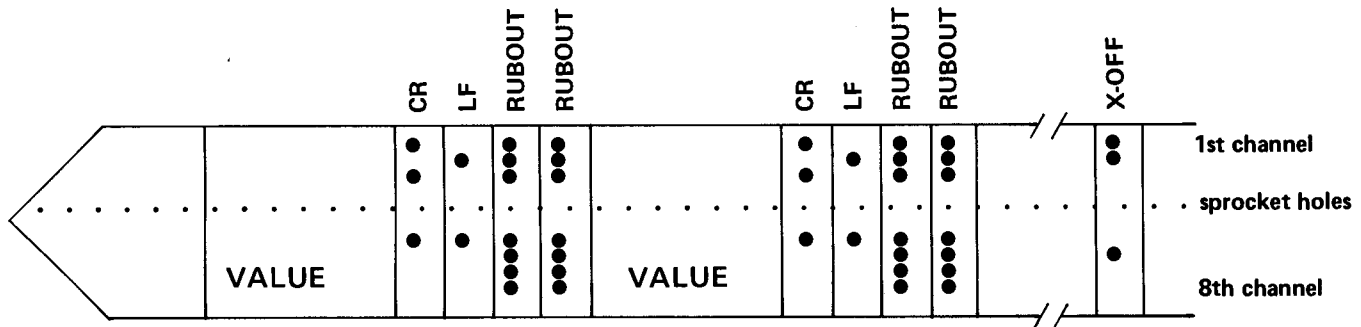 CR
LF
RUBOUT
RUBOUT
CR
LF
RUBOUT
RUBOUT
X-OFF
1st channel
sprocket holes
VALUE
VALUE
8th channel